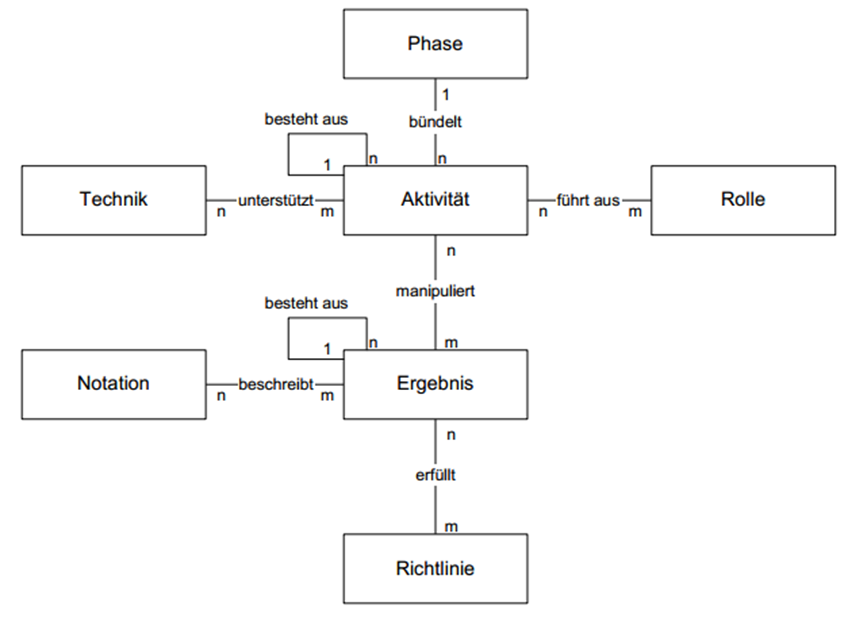 Phase
1
bündelt
besteht aus
n
1
n
Technik
n
unterstützt
m
Aktivität
n
führt aus
m
Rolle
n
manipuliert
besteht aus
n
1
m
Notation
n
beschreibt
m
Ergebnis
n
erfüllt
m
Richtlinie